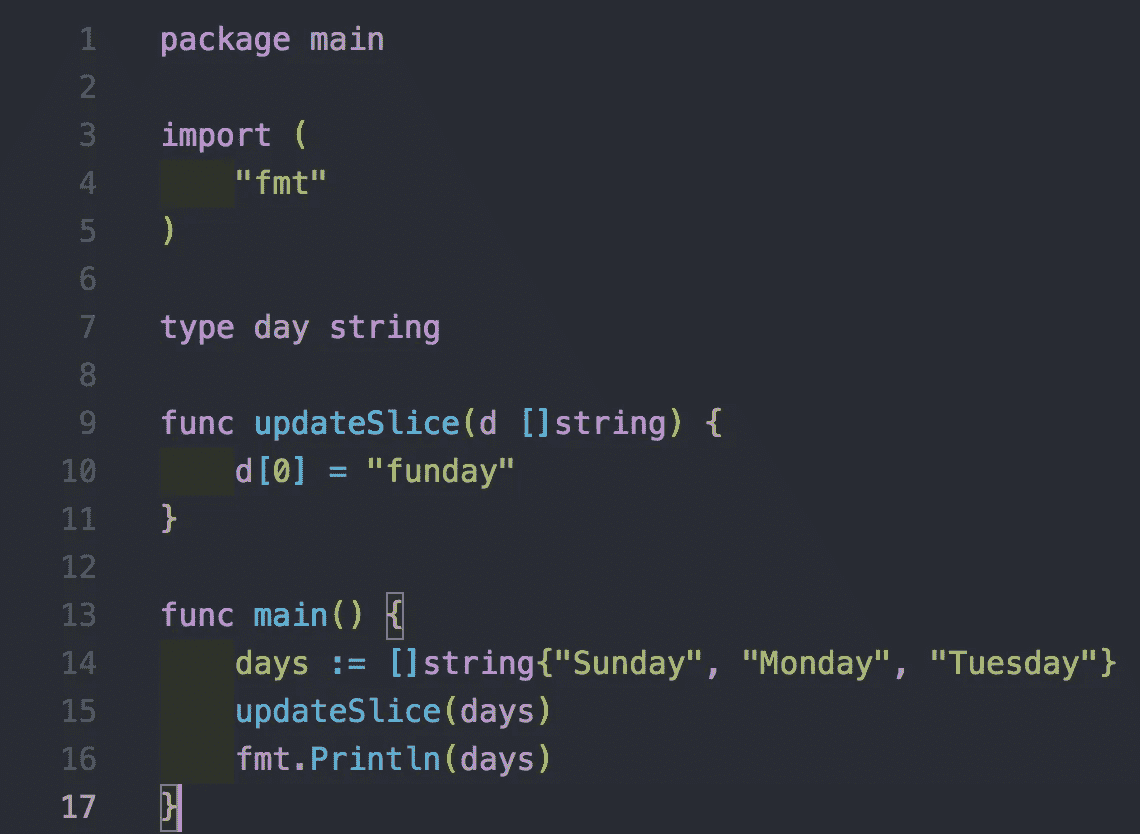 1 package main
2
3 import (
4     "fmt"
5 )
6
7 type day string
8
9 func updateSlice(d []string) {
10     d[0] = "funday"
11 }
12
13 func main() {
14     days := []string{"Sunday", "Monday", "Tuesday"}
15     updateSlice(days)
16     fmt.Println(days)
17 }